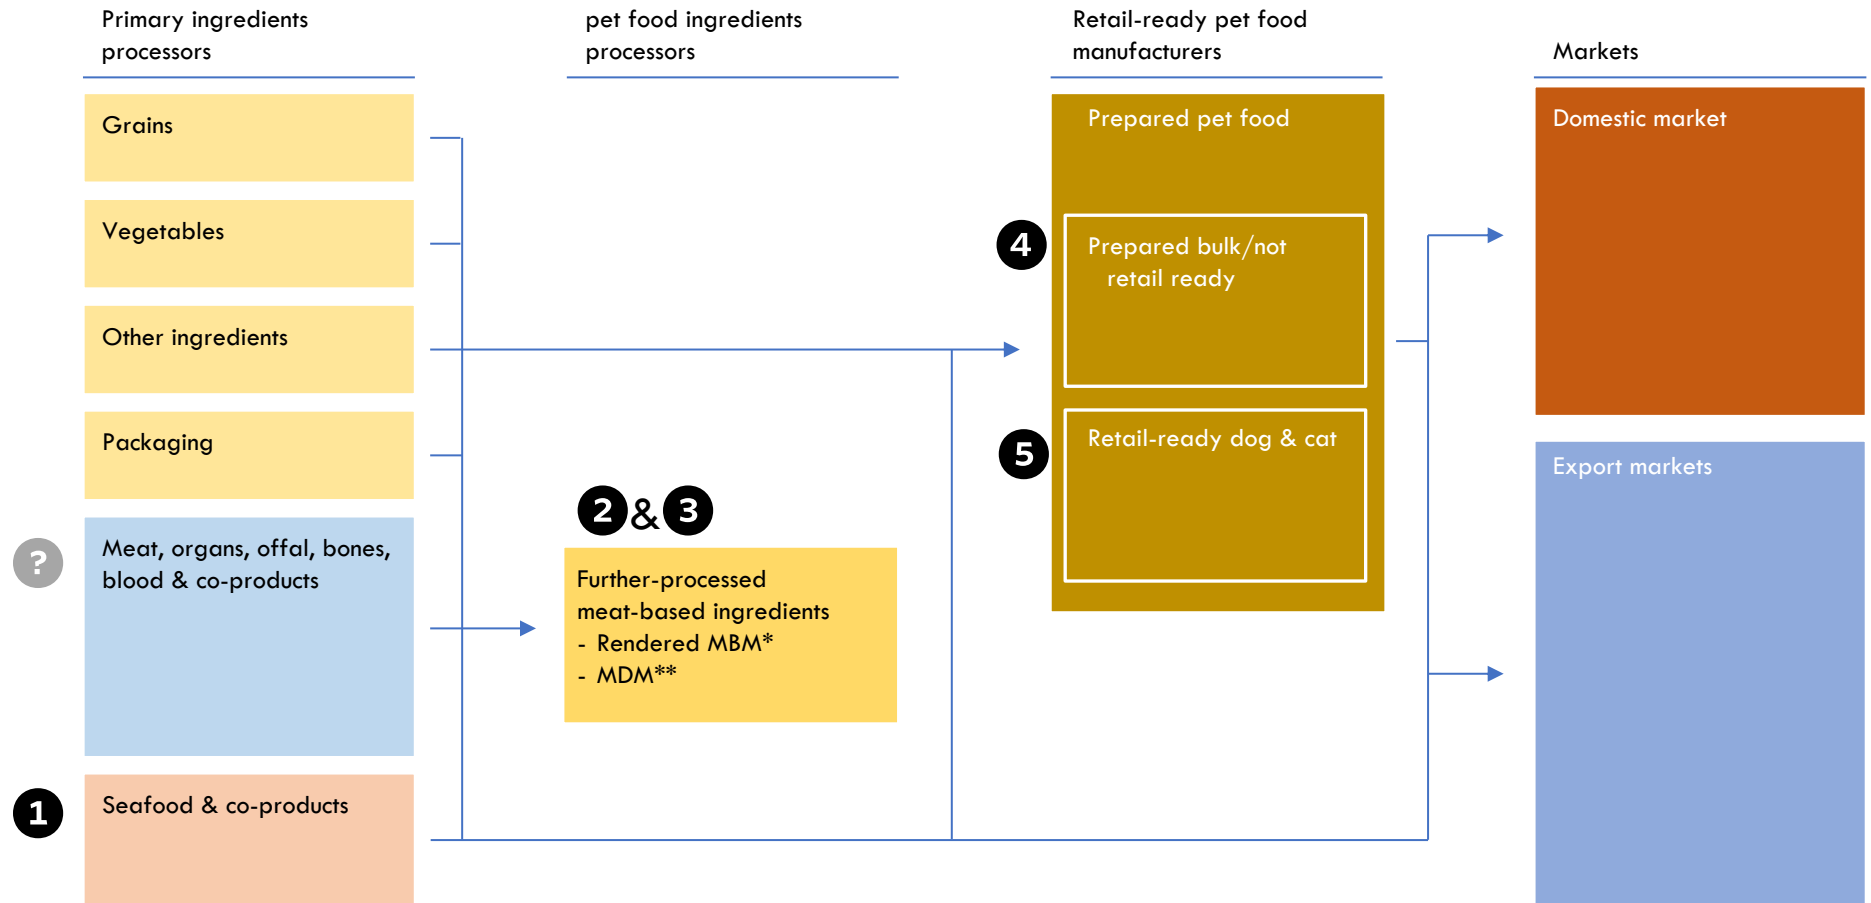 Primary ingredients
processors
pet food ingredients
processors
Retail-ready pet food
manufacturers
Markets
Grains
Vegetables
Other ingredients
Packaging
?
Meat, organs, offal, bones,
blood & co-products
1
Seafood & co-products
2 & 3
Further-processed
meat-based ingredients
- Rendered MBM*
- MDM**
Prepared pet food
4
Prepared bulk/not
retail ready
5
Retail-ready dog & cat
Domestic market
Export markets